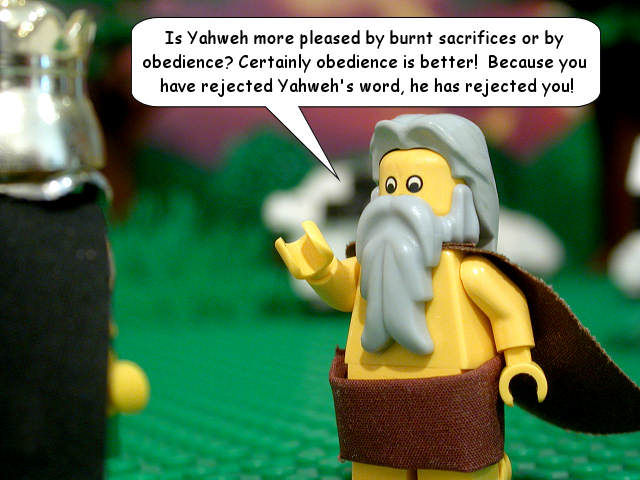 Is Yahweh more pleased by burnt sacrifices or by
obedience? Certainly obedience is better!  Because you
have rejected Yahweh's word, he has rejected you!